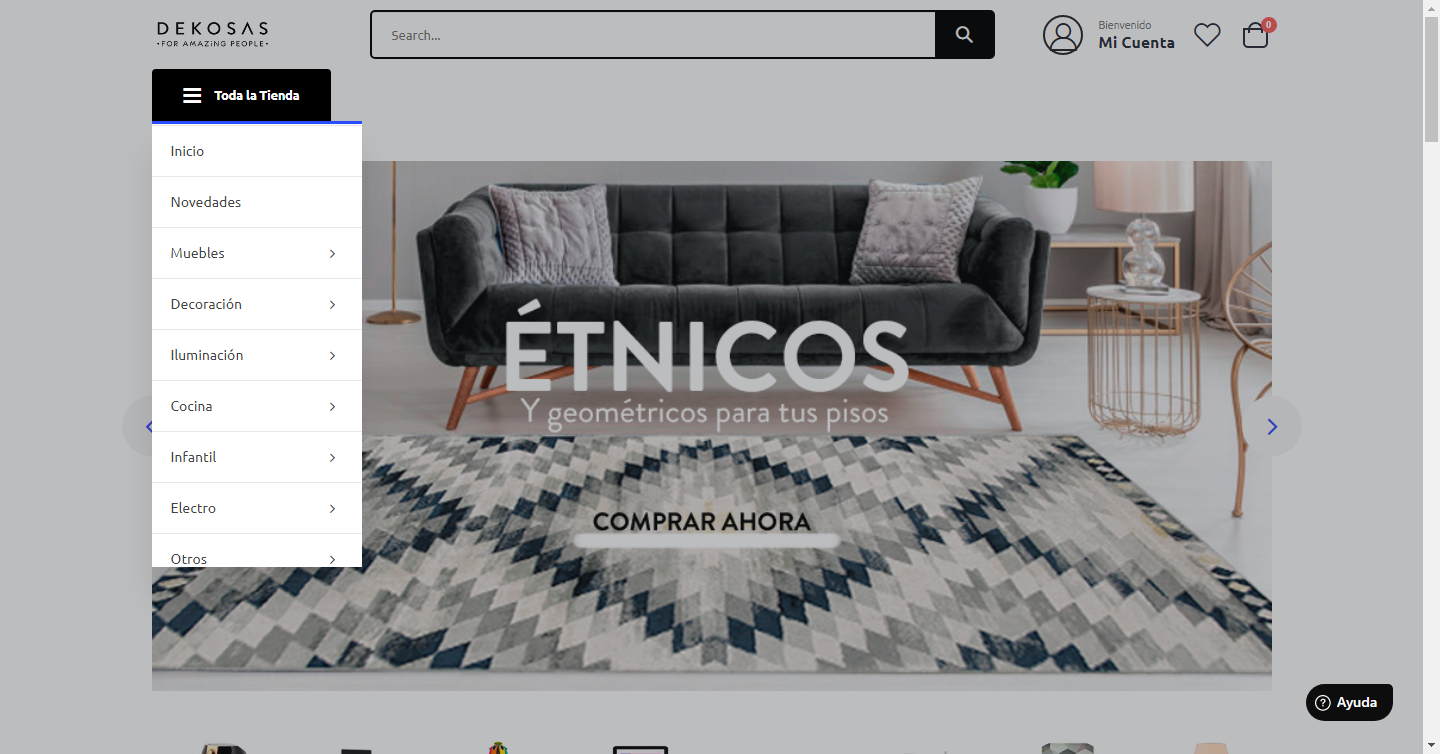 DEKOSAS
•FOR AMAZiNG PEOPLE•
Search...
Bienvenido
Mi Cuenta
0
Toda la Tienda
Inicio
Novedades
Muebles
Decoración
Iluminación
Cocina
Infantil
Electro
Otros
ÉTNICOS
Y geométricos para tus pisos
COMPRAR AHORA
Ayuda